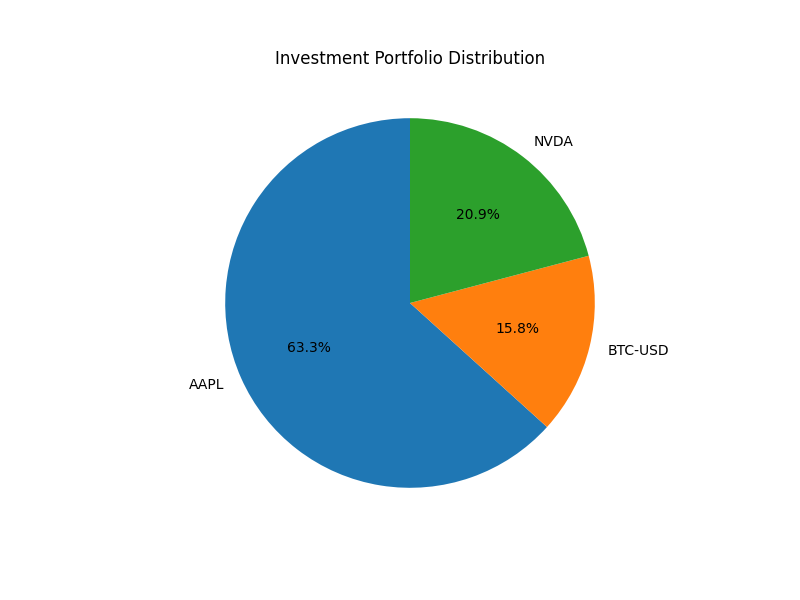 Investment Portfolio Distribution
NVDA
20.9%
15.8%
BTC-USD
63.3%
AAPL